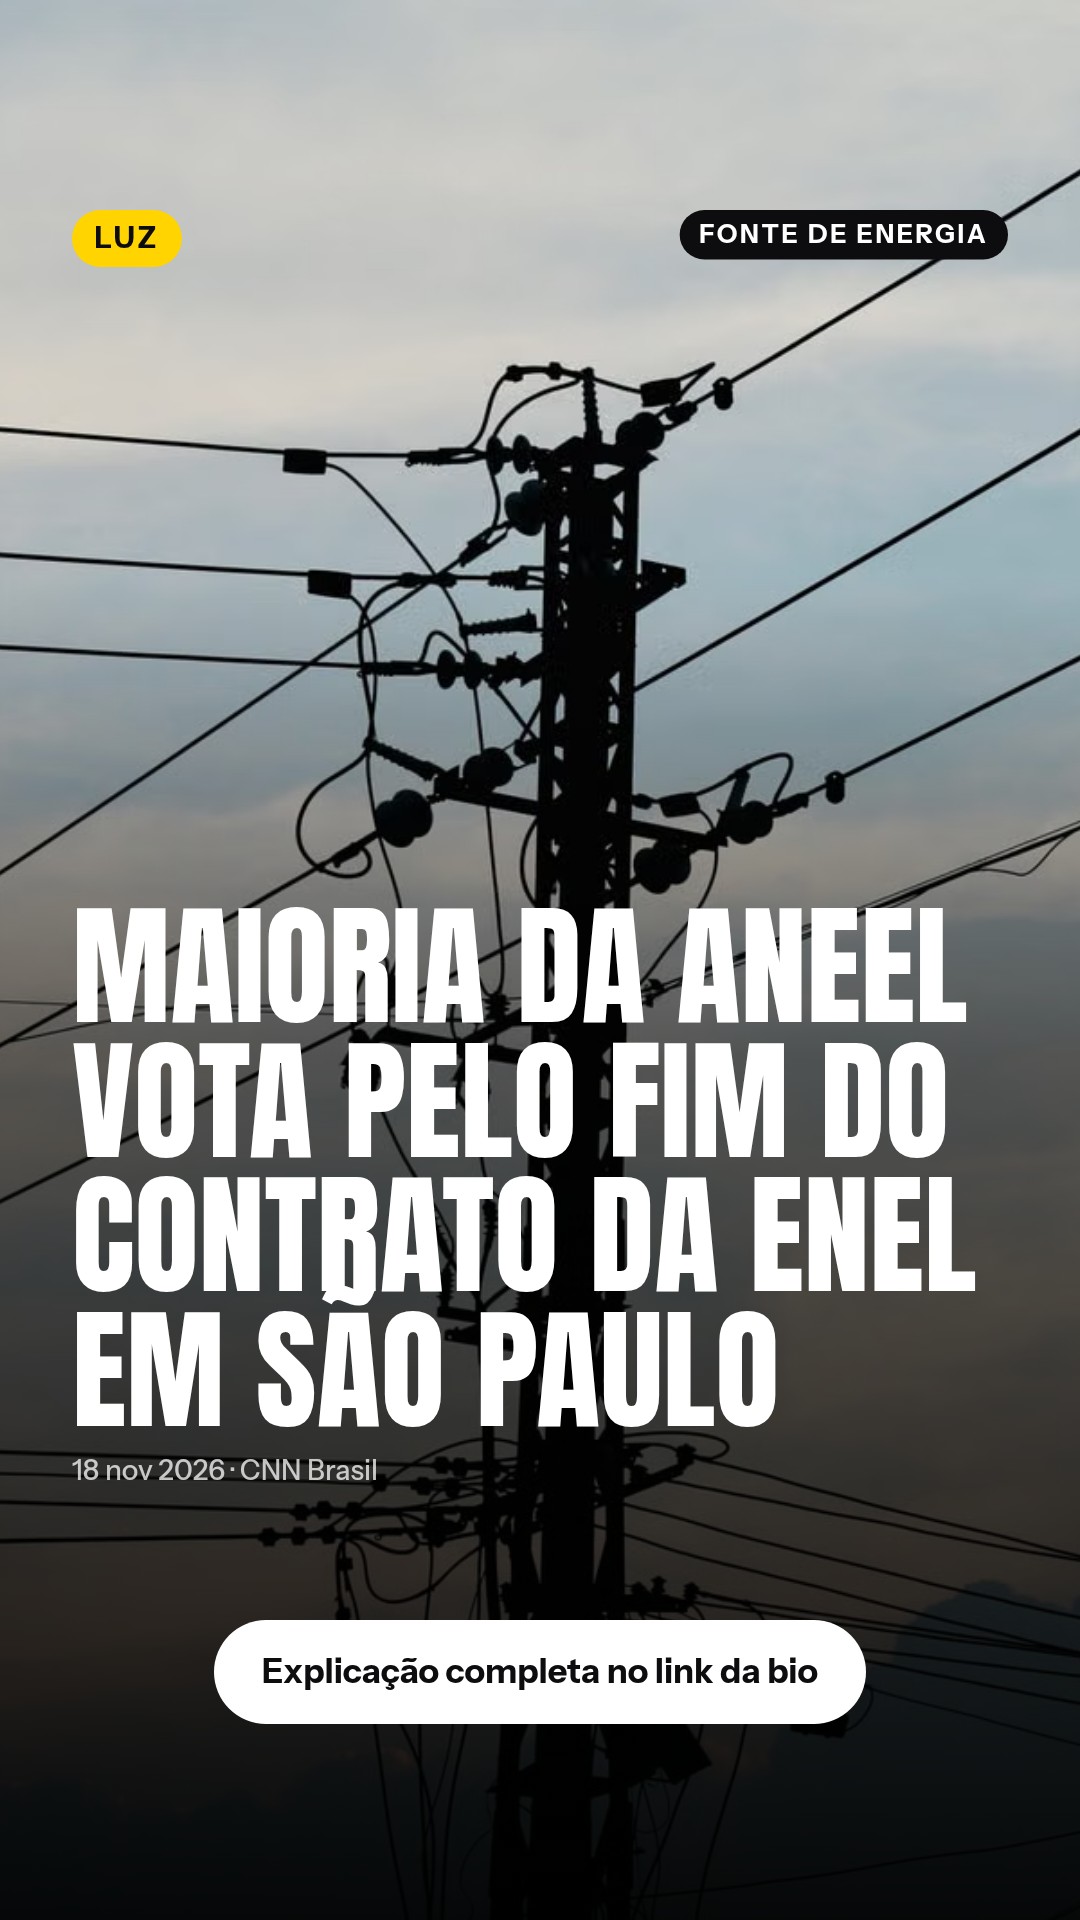 LUZ
FONTE DE ENERGIA
MAIORIA DA ANEEL
VOTA PELO FIM DO
CONTRATO DA ENEL
EM SÃO PAULO
18 nov 2026 · CNN Brasil
Explicação completa no link da bio